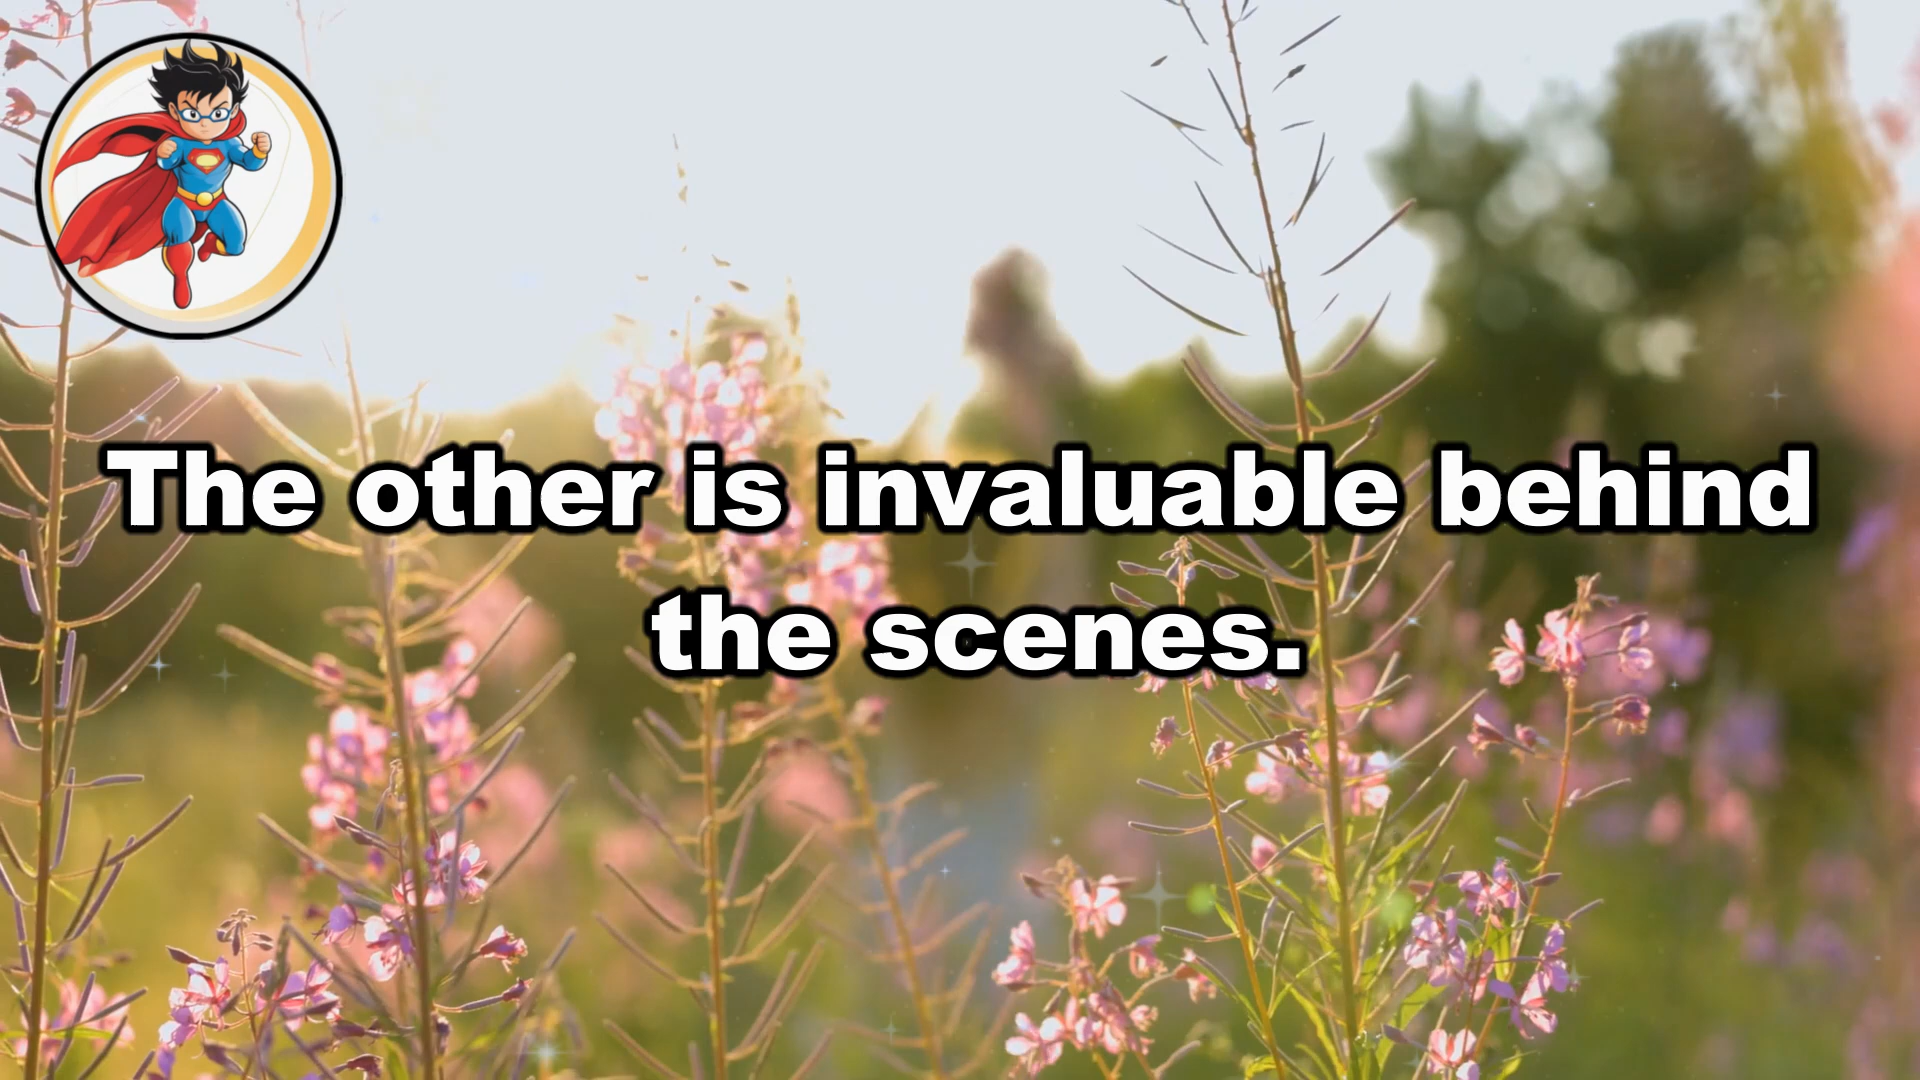 The other is invaluable behind
the scenes.